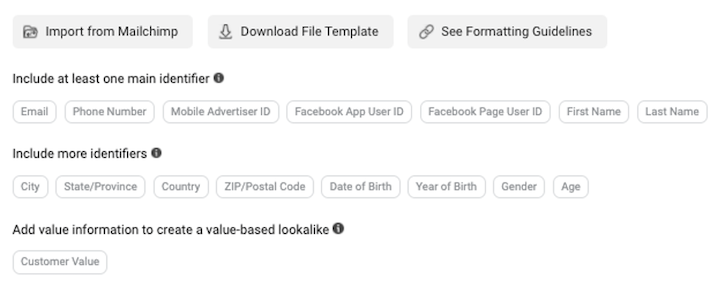 Import from Mailchimp Download File Template See Formatting Guidelines
Include at least one main identifier
Email Phone Number Mobile Advertiser ID Facebook App User ID Facebook Page User ID First Name Last Name
Include more identifiers
City State/Province Country ZIP/Postal Code Date of Birth Year of Birth Gender Age
Add value information to create a value-based lookalike
Customer Value